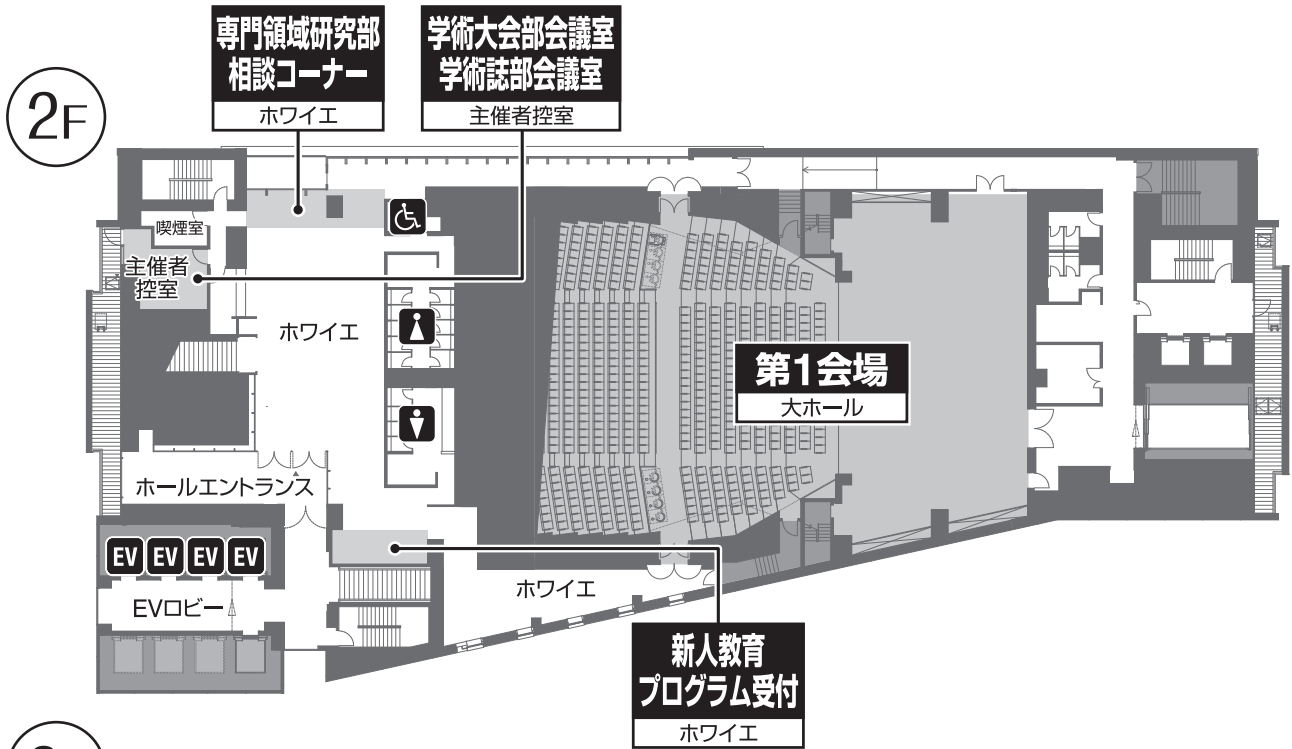 専門領域研究部
相談コーナー
ホワイエ
学術大会部会議室
学術誌部会議室
主催者控室
2F
喫煙室
主催者
控室
ホワイエ
第1会場
大ホール
ホールエントランス
EV EV EV EV
EVロビー
ホワイエ
新人教育
プログラム受付
ホワイエ